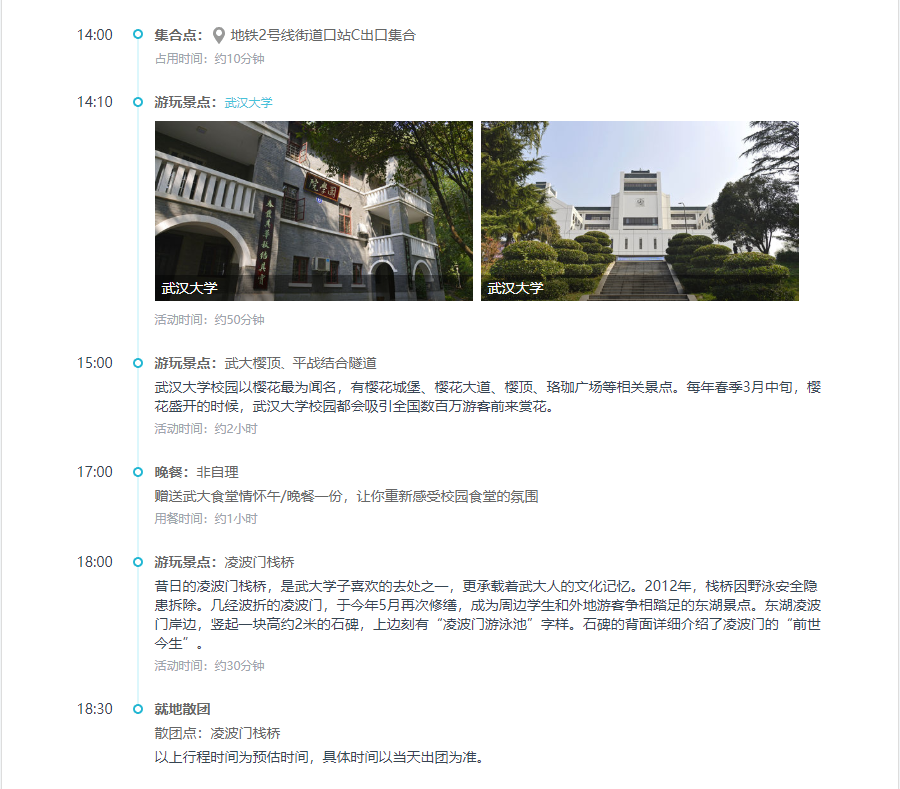 14:00 集合点： 地铁2号线街道口站C出口集合
占用时间：约10分钟
14:10 游玩景点：武汉大学
国学院
武汉大学
武汉大学
活动时间：约50分钟
15:00 游玩景点：武大樱顶、平战结合隧道
武汉大学校园以樱花最为闻名，有樱花城堡、樱花大道、樱顶、珞珈广场等相关景点。每年春季3月中旬，樱
花盛开的时候，武汉大学校园都会吸引全国数百万游客前来赏花。
活动时间：约2小时
17:00 晚餐：非自理
赠送武大食堂情怀午/晚餐一份，让你重新感受校园食堂的氛围
用餐时间：约1小时
18:00 游玩景点：凌波门栈桥
昔日的凌波门栈桥，是武大学子喜欢的去处之一，更承载着武大人的文化记忆。2012年，栈桥因野泳安全隐
患拆除。几经波折的凌波门，于今年5月再次修缮，成为周边学生和外地游客争相踏足的东湖景点。东湖凌波
门岸边，竖起一块高约2米的石碑，上边刻有“凌波门游泳池”字样。石碑的背面详细介绍了凌波门的“前世
今生”。
活动时间：约30分钟
18:30 就地散团
散团点：凌波门栈桥
以上行程时间为预估时间，具体时间以当天出团为准。